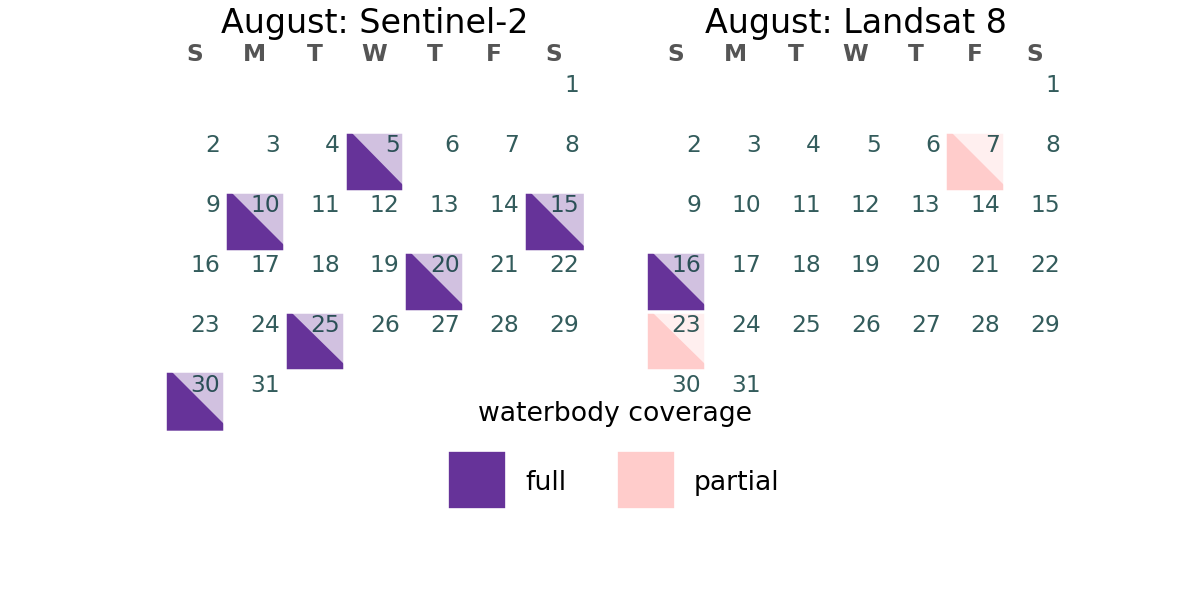 August: Sentinel-2
S M T W T F S
1
2 3 4 5 6 7 8
9 10 11 12 13 14 15
16 17 18 19 20 21 22
23 24 25 26 27 28 29
30 31
August: Landsat 8
S M T W T F S
1
2 3 4 5 6 7 8
9 10 11 12 13 14 15
16 17 18 19 20 21 22
23 24 25 26 27 28 29
30 31
waterbody coverage
full
partial